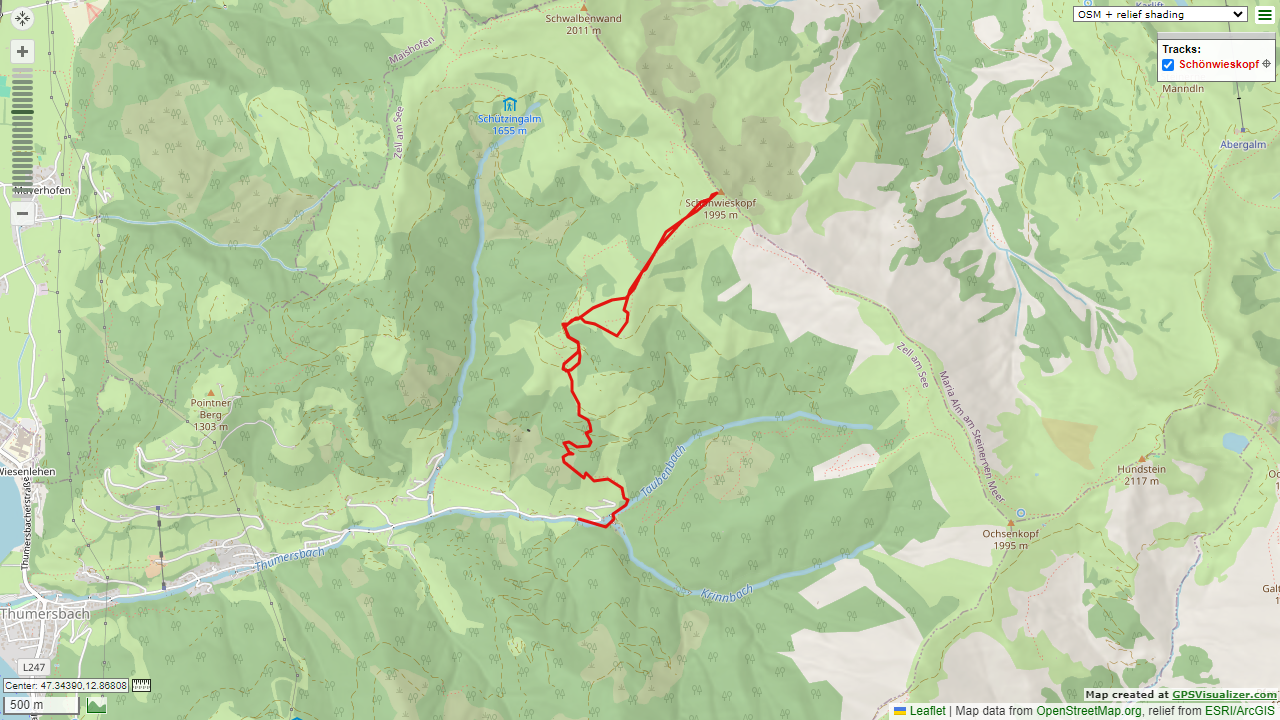 Schwalbenwand
2011 m
Karlift
OSM + relief shading
Tracks:
Schönwieskopf
Manndln
Maishofen
Zell am See
Schützingalm
1655 m
Abergalm
Mayerhofen
Schönwieskopf
1995 m
Zell am See
Maria Alm am Steinernen Meer
Pointner
Berg
1303 m
Wiesenlehen
Thumersbacherstraße
Taubenbach
Hundstein
2117 m
Ochsenkopf
1995 m
Thumersbach
Krinnbach
Thumersbach
L247
Center: 47.34390,12.86808
500 m
Map created at GPSVisualizer.com
Leaflet | Map data from OpenStreetMap.org, relief from ESRI/ArcGIS